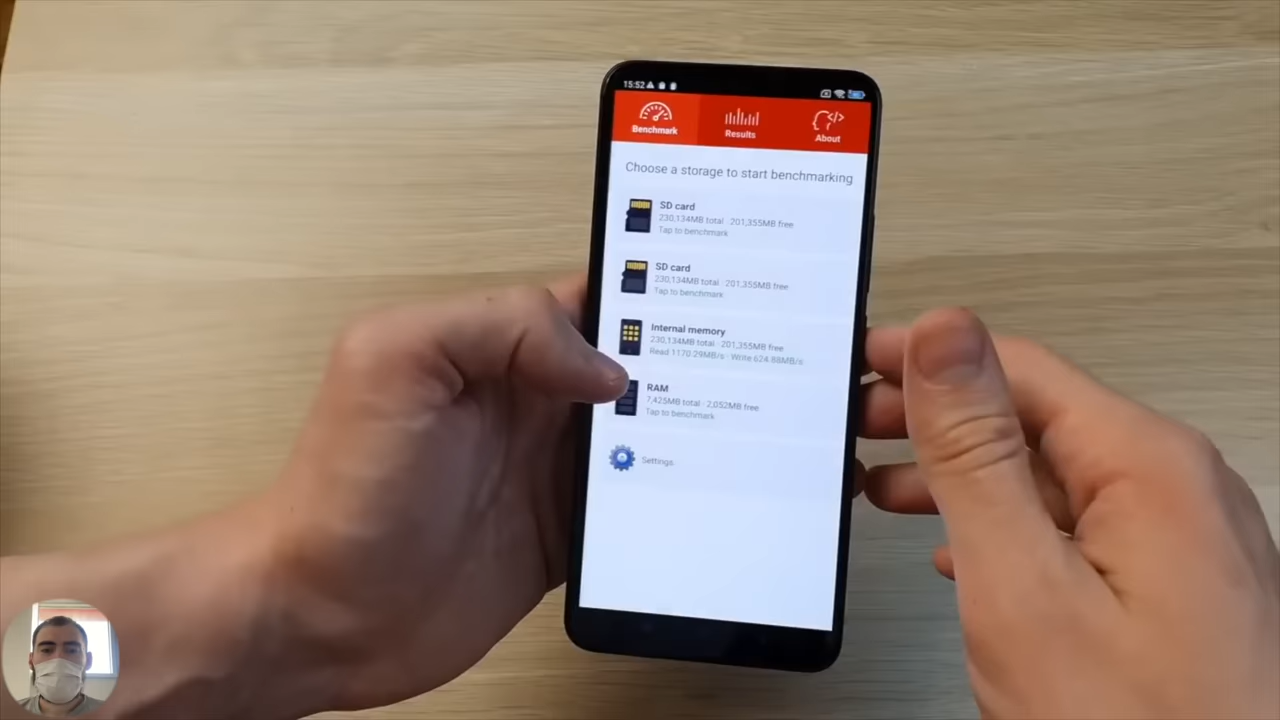 15:52
Benchmark
Results
About
Choose a storage to start benchmarking
SD card
230,134MB total · 201,355MB free
Tap to benchmark
SD card
230,134MB total · 201,355MB free
Tap to benchmark
Internal memory
230,134MB total · 201,355MB free
Read 1170.29MB/s · Write 624.88MB/s
RAM
7,425MB total · 2,052MB free
Tap to benchmark
Settings